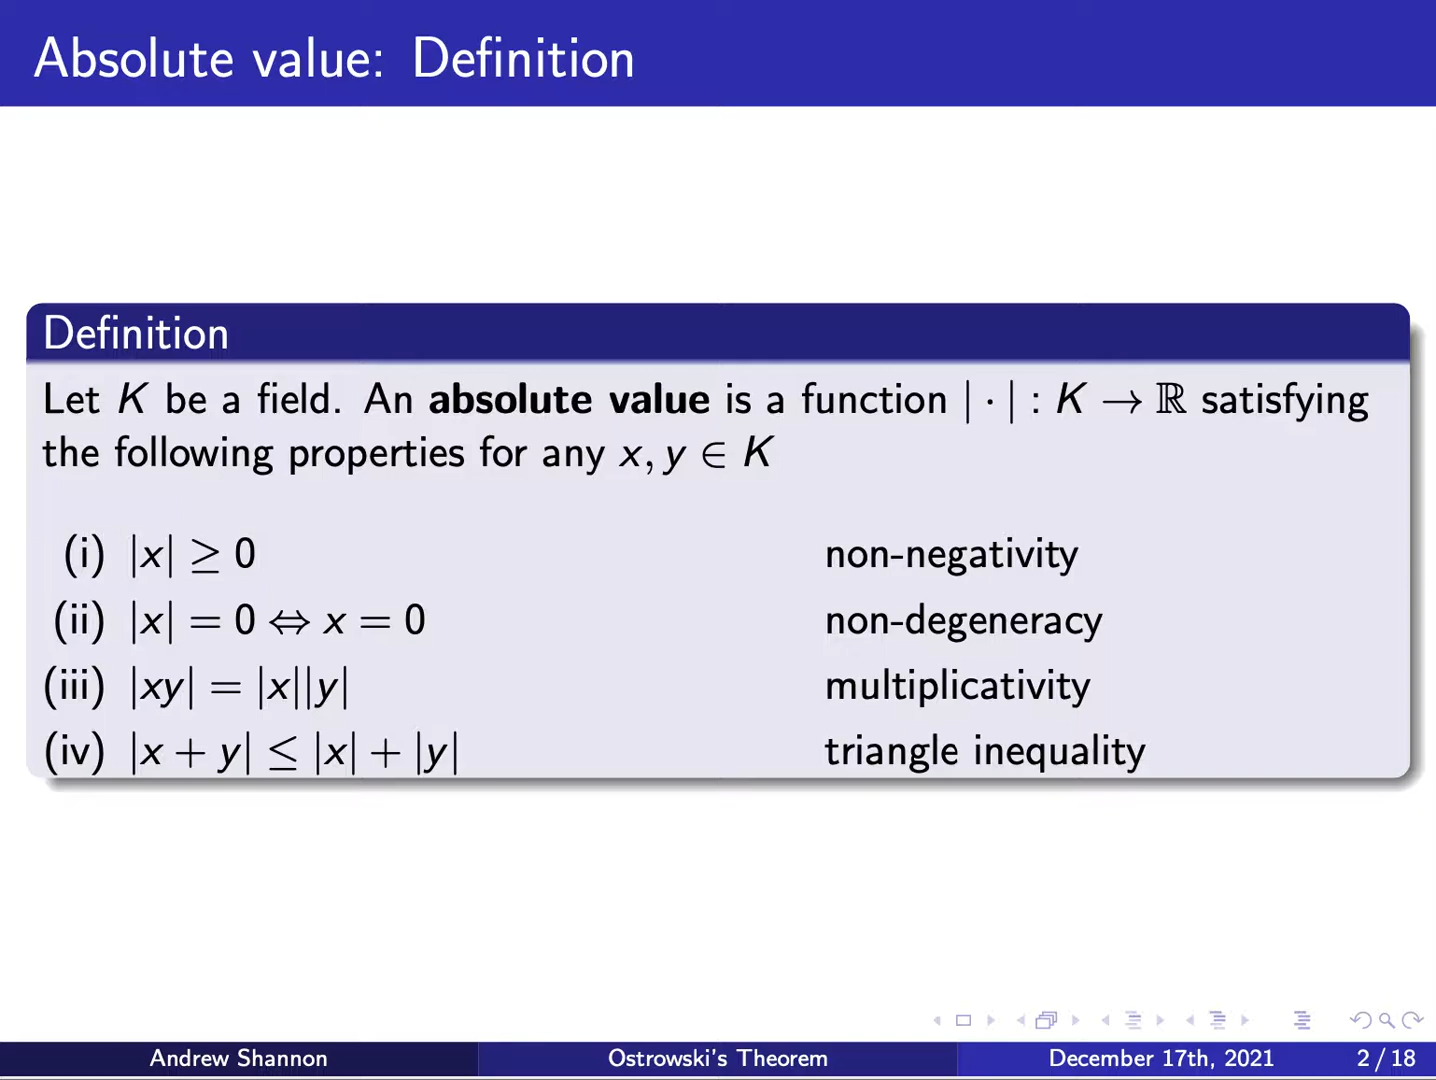 Absolute value: Definition
Definition
Let K be a field. An absolute value is a function | · | : K → ℝ satisfying
the following properties for any x, y ∈ K
(i) |x| ≥ 0 non-negativity
(ii) |x| = 0 ⇔ x = 0 non-degeneracy
(iii) |xy| = |x||y| multiplicativity
(iv) |x + y| ≤ |x| + |y| triangle inequality
Andrew Shannon Ostrowski's Theorem December 17th, 2021 2 / 18